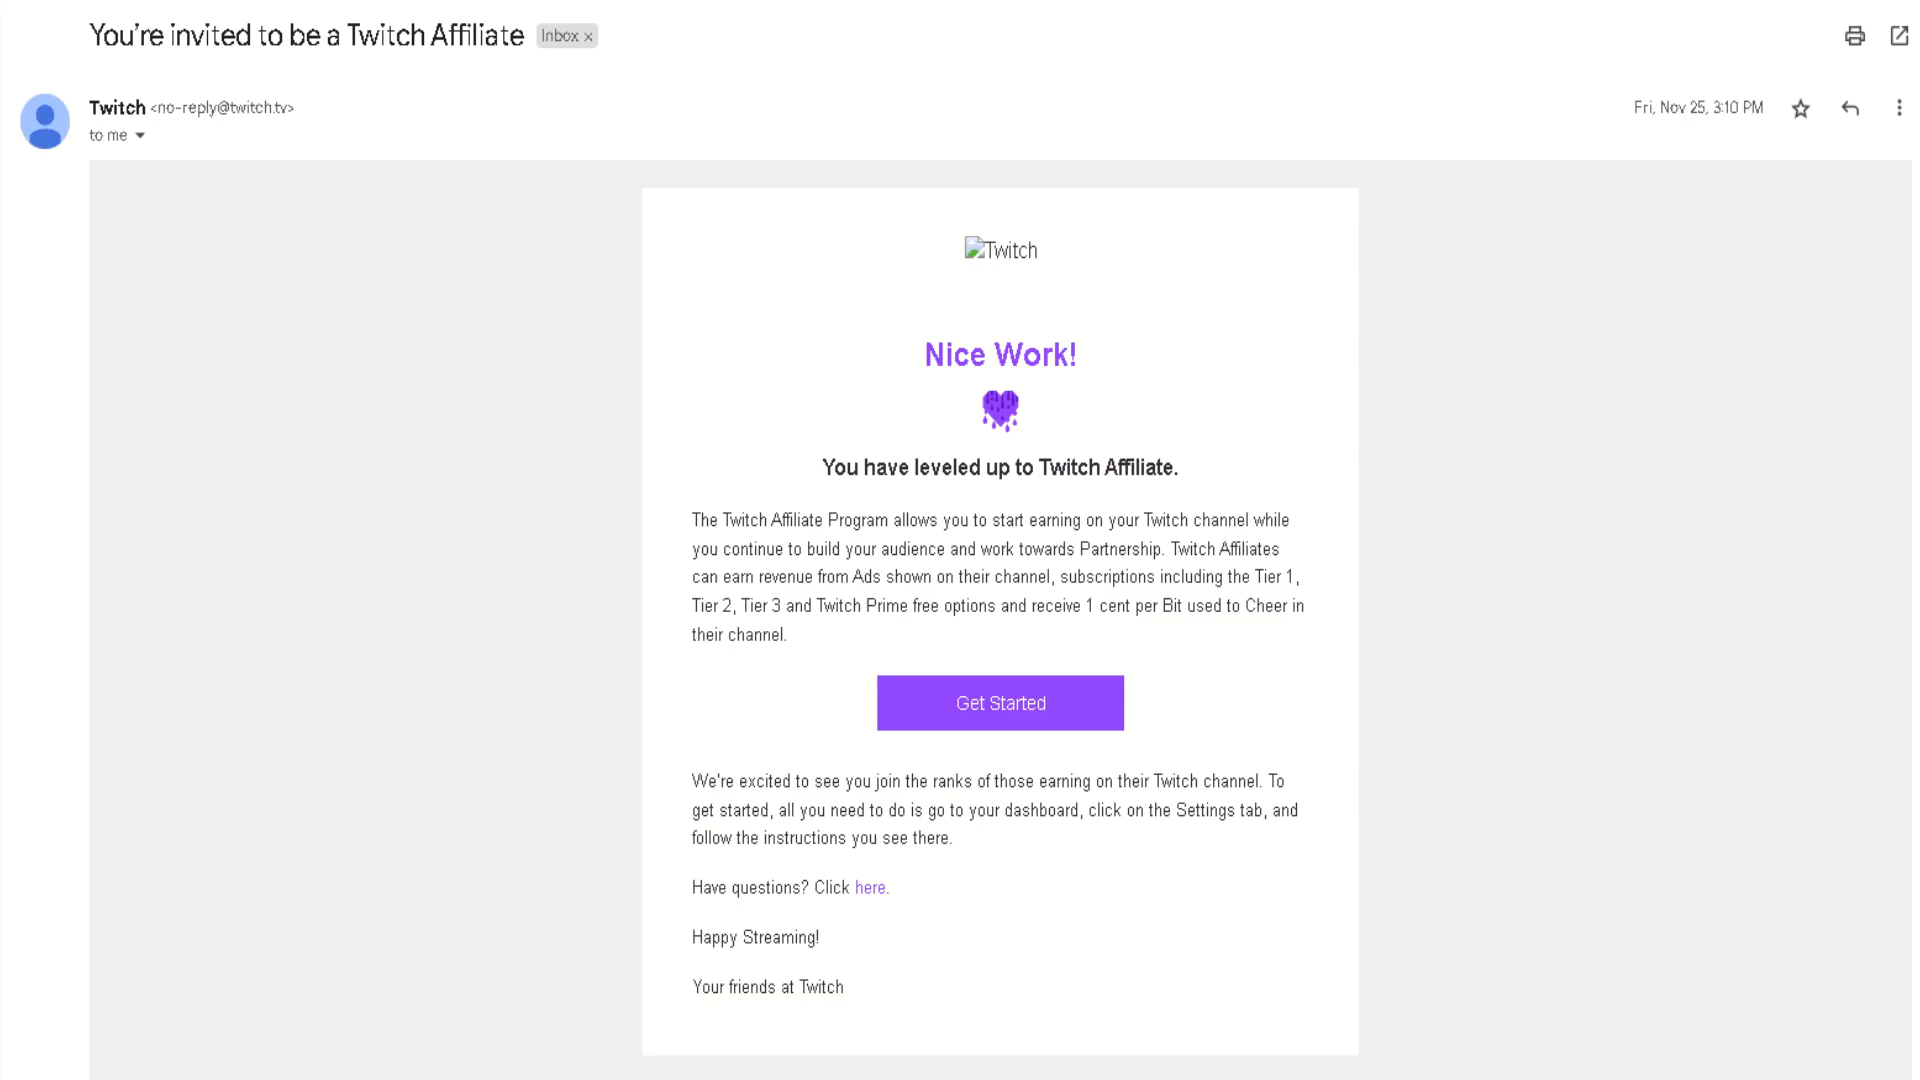 You're invited to be a Twitch Affiliate Inbox x
Twitch <no-reply@twitch.tv> Fri, Nov 25, 3:10 PM
to me
Twitch
Nice Work!
You have leveled up to Twitch Affiliate.
The Twitch Affiliate Program allows you to start earning on your Twitch channel while
you continue to build your audience and work towards Partnership. Twitch Affiliates
can earn revenue from Ads shown on their channel, subscriptions including the Tier 1,
Tier 2, Tier 3 and Twitch Prime free options and receive 1 cent per Bit used to Cheer in
their channel.
Get Started
We're excited to see you join the ranks of those earning on their Twitch channel. To
get started, all you need to do is go to your dashboard, click on the Settings tab, and
follow the instructions you see there.
Have questions? Click here.
Happy Streaming!
Your friends at Twitch